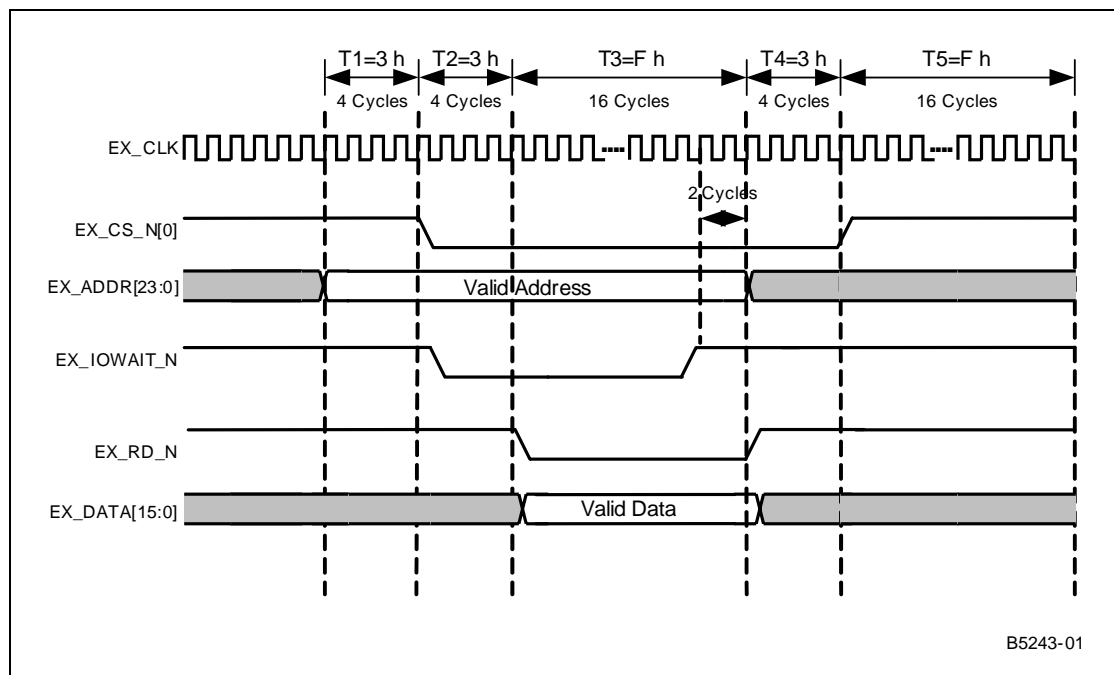 T1=3 h T2=3 h T3=F h T4=3 h T5=F h
4 Cycles 4 Cycles 16 Cycles 4 Cycles 16 Cycles
EX_CLK
2 Cycles
EX_CS_N[0]
EX_ADDR[23:0] Valid Address
EX_IOWAIT_N
EX_RD_N
EX_DATA[15:0] Valid Data
B5243-01